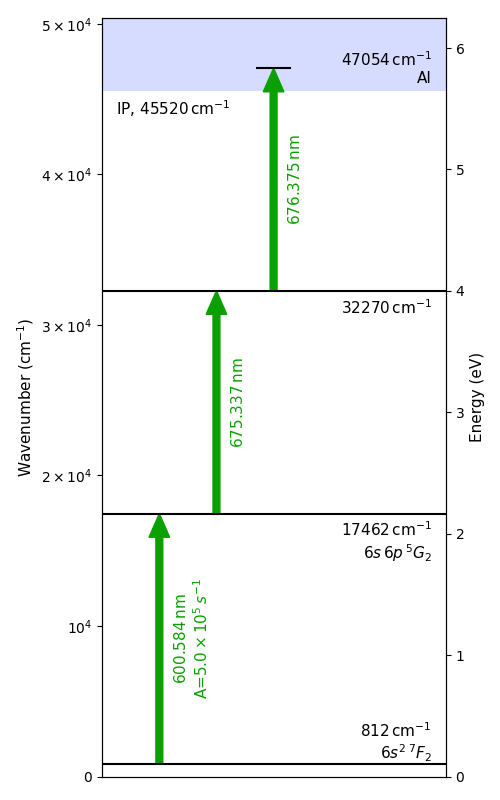 5 × 10⁴
4 × 10⁴
3 × 10⁴
2 × 10⁴
10⁴
0
Wavenumber (cm⁻¹)
47054 cm⁻¹
AI
IP, 45520 cm⁻¹
676.375 nm
32270 cm⁻¹
675.337 nm
17462 cm⁻¹
6s 6p ⁵G₂
600.584 nm
A=5.0 × 10⁵ s⁻¹
812 cm⁻¹
6s² ⁷F₂
6
5
4
3
2
1
0
Energy (eV)